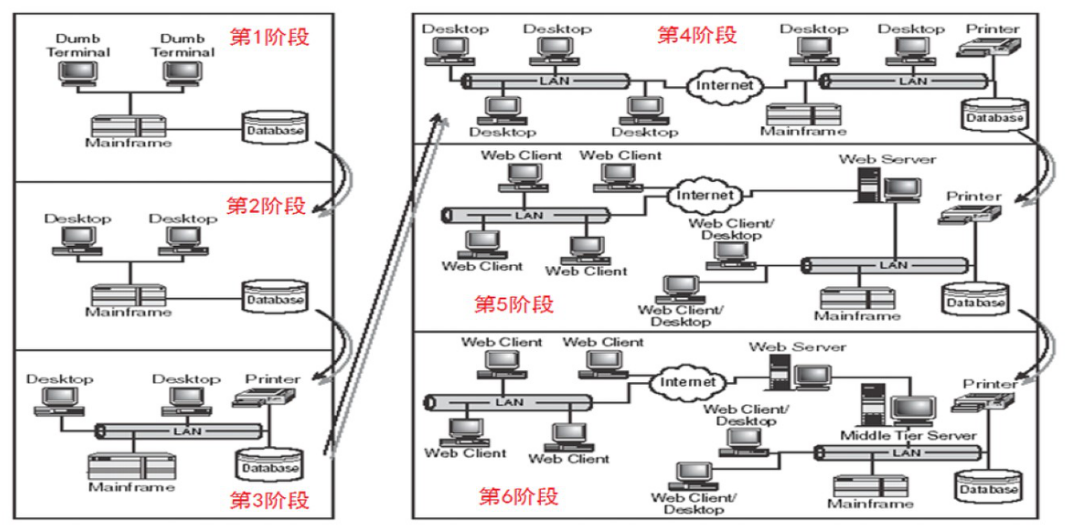 第1阶段
Dumb
Terminal
Dumb
Terminal
Mainframe
Database
第2阶段
Desktop
Desktop
Mainframe
Database
Desktop
Desktop
Printer
LAN
Mainframe
Database
第3阶段
第4阶段
Desktop
Desktop
Desktop
Desktop
Printer
LAN
Internet
LAN
Desktop
Desktop
Mainframe
Database
Web Client
Web Client
Web Server
Internet
Printer
LAN
Web Client/
Desktop
Web Client
Web Client
LAN
第5阶段
Web Client/
Desktop
Mainframe
Database
Web Client
Web Client
Web Server
Internet
Printer
LAN
Web Client/
Desktop
Middle Tier Server
Web Client
Web Client
LAN
第6阶段
Web Client/
Desktop
Mainframe
Database